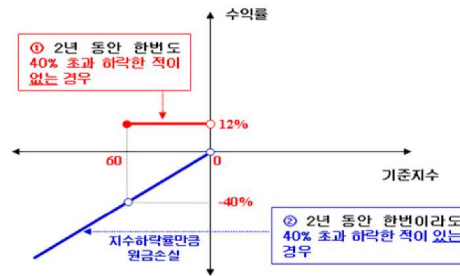 수익률
① 2년 동안 한번도
40% 초과 하락한 적이
없는 경우
12%
60
0
기준지수
-40%
지수하락률만큼
원금손실
② 2년 동안 한번이라도
40% 초과 하락한 적이 있는
경우